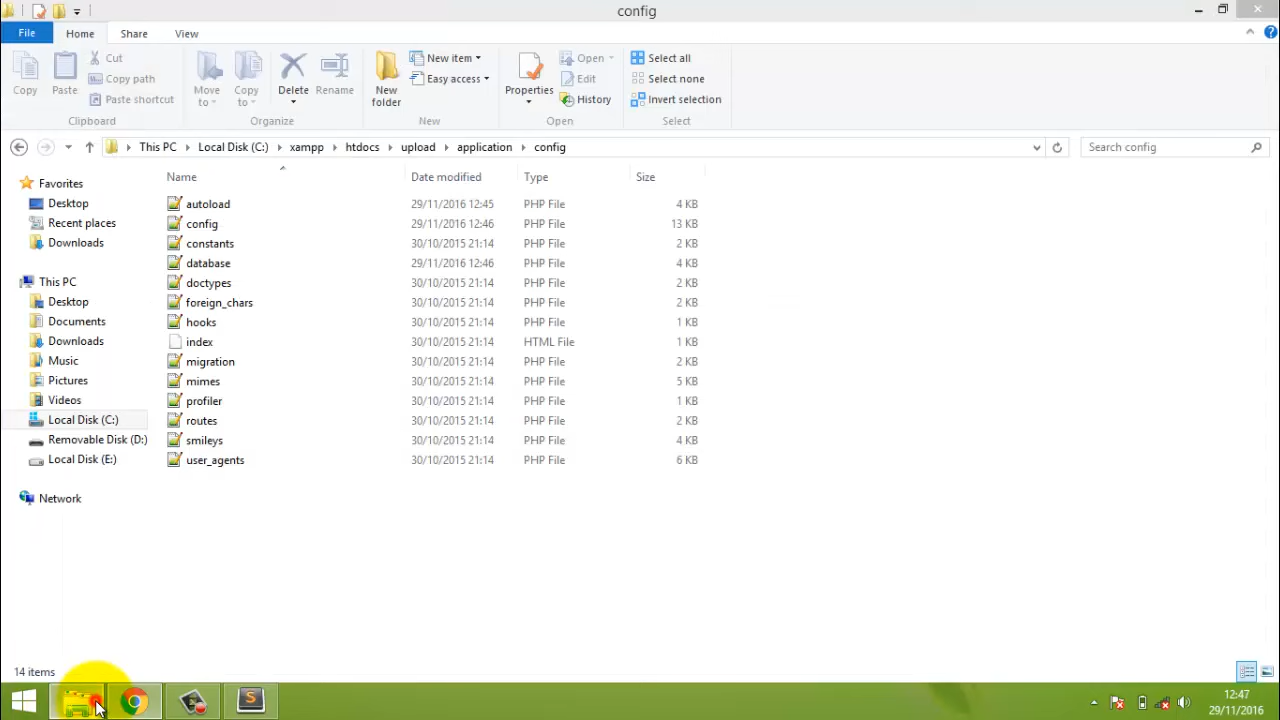 config
File Home Share View
Copy Paste Cut Copy path Paste shortcut Clipboard
Move to Copy to Delete Rename Organize
New folder New item Easy access New
Properties Open Edit History Open
Select all Select none Invert selection Select
This PC Local Disk (C:) xampp htdocs upload application config Search config
Name Date modified Type Size
autoload 29/11/2016 12:45 PHP File 4 KB
config 29/11/2016 12:46 PHP File 13 KB
constants 30/10/2015 21:14 PHP File 2 KB
database 29/11/2016 12:46 PHP File 4 KB
doctypes 30/10/2015 21:14 PHP File 2 KB
foreign_chars 30/10/2015 21:14 PHP File 2 KB
hooks 30/10/2015 21:14 PHP File 1 KB
index 30/10/2015 21:14 HTML File 1 KB
migration 30/10/2015 21:14 PHP File 2 KB
mimes 30/10/2015 21:14 PHP File 5 KB
profiler 30/10/2015 21:14 PHP File 1 KB
routes 30/10/2015 21:14 PHP File 2 KB
smileys 30/10/2015 21:14 PHP File 4 KB
user_agents 30/10/2015 21:14 PHP File 6 KB
Favorites
Desktop
Recent places
Downloads
This PC
Desktop
Documents
Downloads
Music
Pictures
Videos
Local Disk (C:)
Removable Disk (D:)
Local Disk (E:)
Network
14 items
12:47
29/11/2016